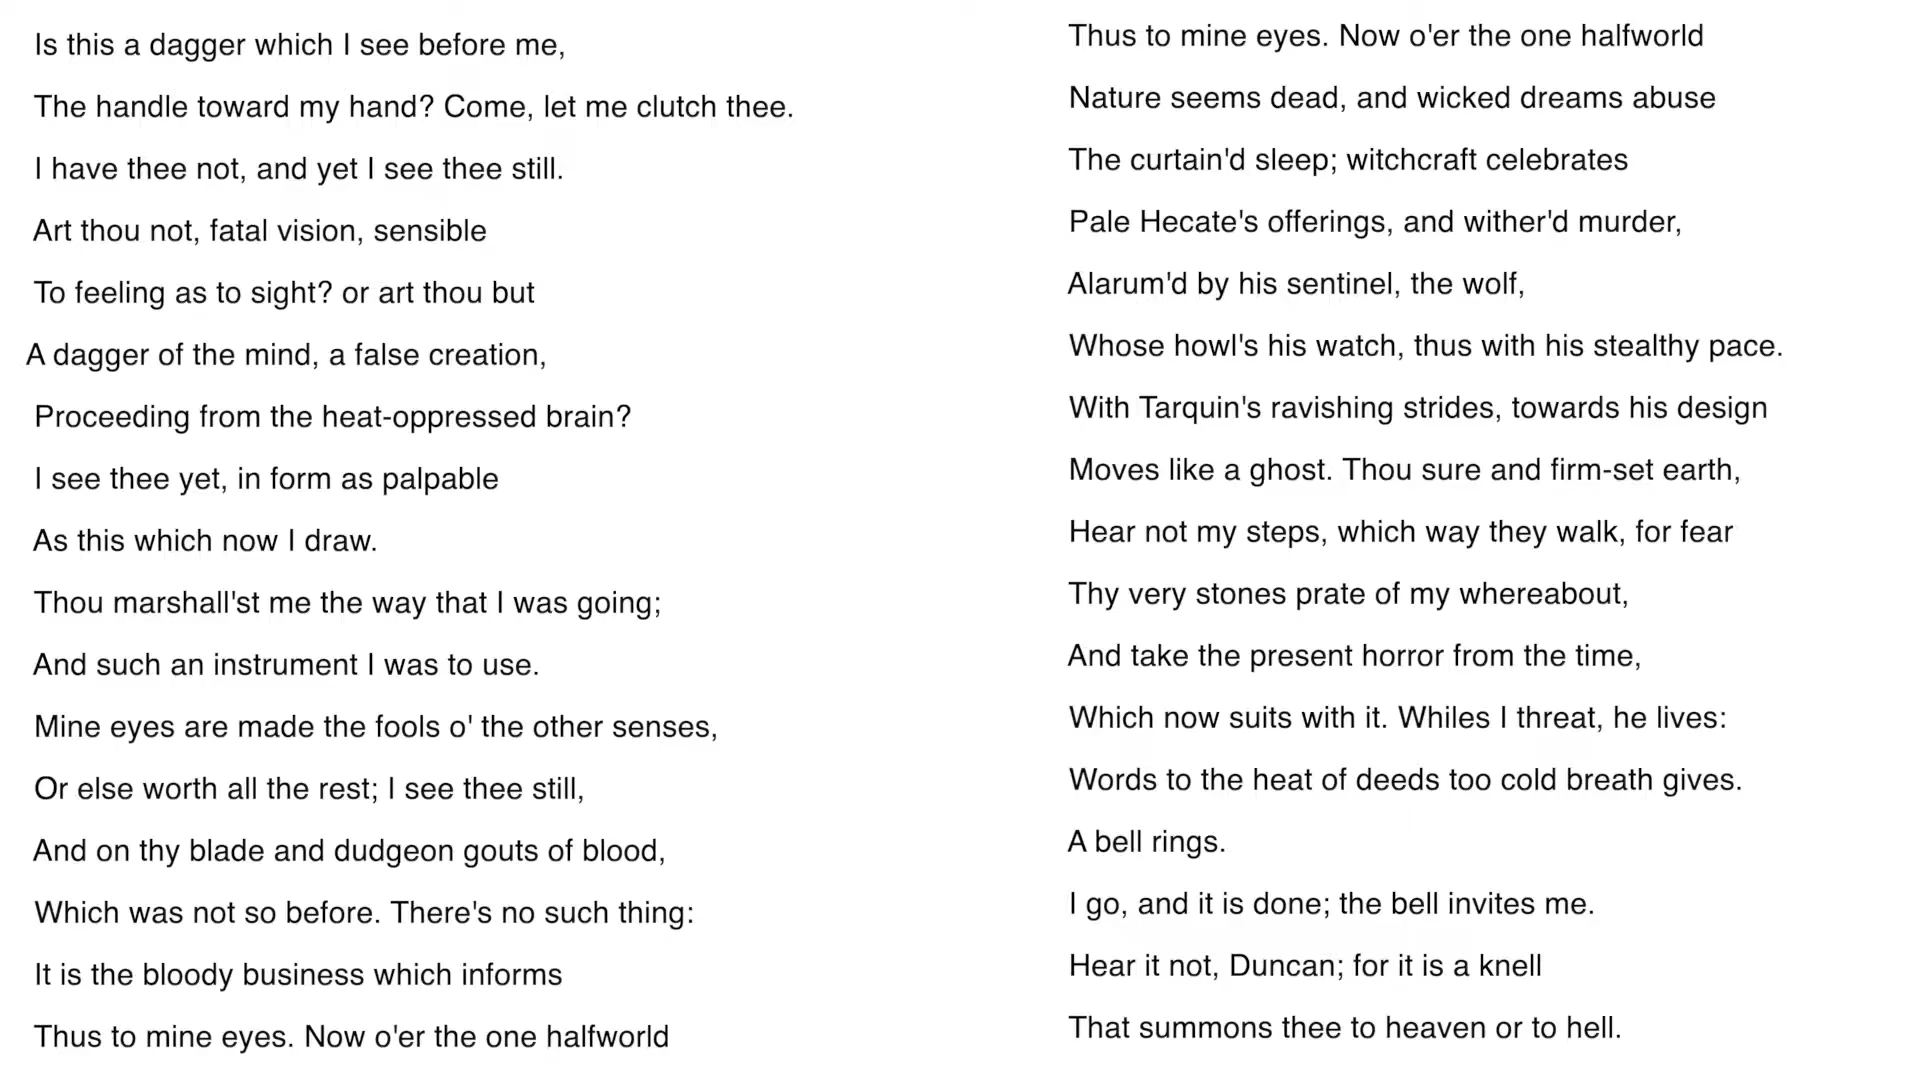 Is this a dagger which I see before me,
The handle toward my hand? Come, let me clutch thee.
I have thee not, and yet I see thee still.
Art thou not, fatal vision, sensible
To feeling as to sight? or art thou but
A dagger of the mind, a false creation,
Proceeding from the heat-oppressed brain?
I see thee yet, in form as palpable
As this which now I draw.
Thou marshall'st me the way that I was going;
And such an instrument I was to use.
Mine eyes are made the fools o' the other senses,
Or else worth all the rest; I see thee still,
And on thy blade and dudgeon gouts of blood,
Which was not so before. There's no such thing:
It is the bloody business which informs
Thus to mine eyes. Now o'er the one halfworld
Thus to mine eyes. Now o'er the one halfworld
Nature seems dead, and wicked dreams abuse
The curtain'd sleep; witchcraft celebrates
Pale Hecate's offerings, and wither'd murder,
Alarum'd by his sentinel, the wolf,
Whose howl's his watch, thus with his stealthy pace.
With Tarquin's ravishing strides, towards his design
Moves like a ghost. Thou sure and firm-set earth,
Hear not my steps, which way they walk, for fear
Thy very stones prate of my whereabout,
And take the present horror from the time,
Which now suits with it. Whiles I threat, he lives:
Words to the heat of deeds too cold breath gives.
A bell rings.
I go, and it is done; the bell invites me.
Hear it not, Duncan; for it is a knell
That summons thee to heaven or to hell.